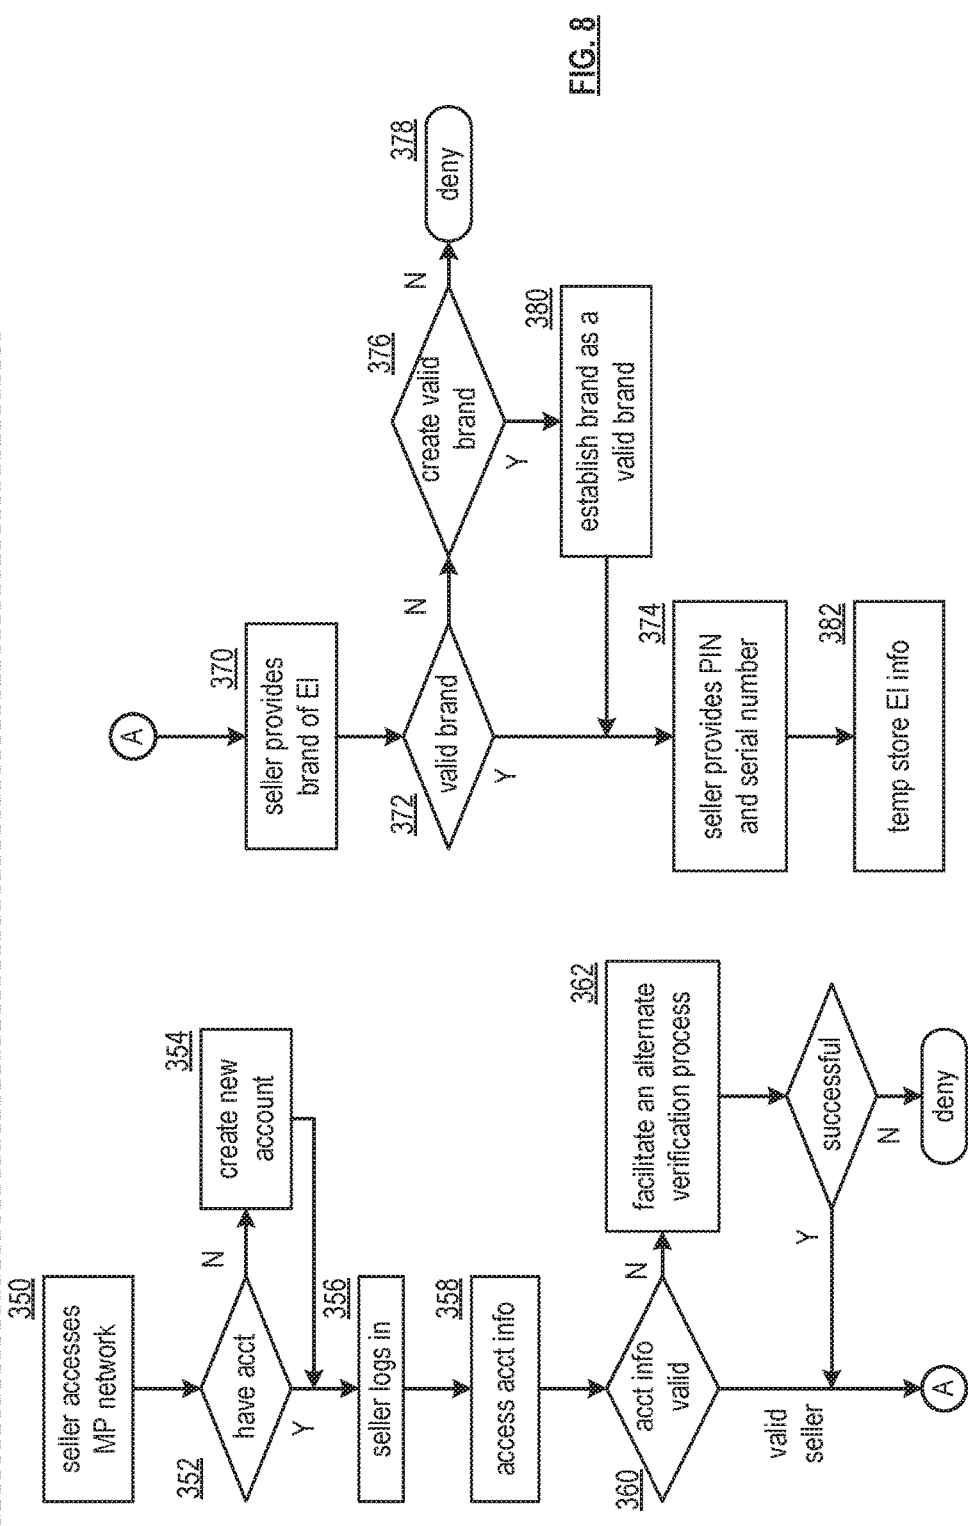 350
seller accesses
MP network
352
have acct
N
354
create new
account
Y
356
seller logs in
358
access acct info
360
acct info
valid
N
362
facilitate an alternate
verification process
successful
Y
N
deny
valid
seller
A
A
370
seller provides
brand of EI
372
valid brand
N
376
create valid
brand
N
378
deny
Y
Y
380
establish brand as a
valid brand
374
seller provides PIN
and serial number
382
temp store EI info
FIG. 8